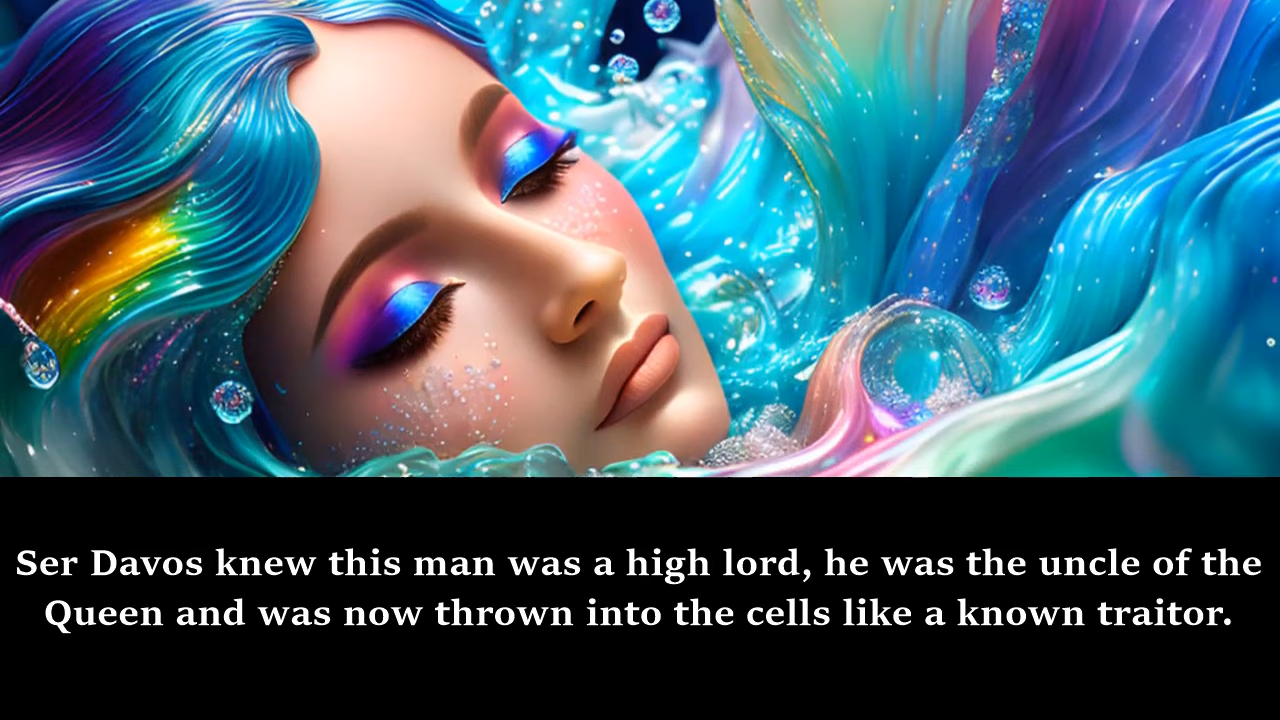 Ser Davos knew this man was a high lord, he was the uncle of the
Queen and was now thrown into the cells like a known traitor.